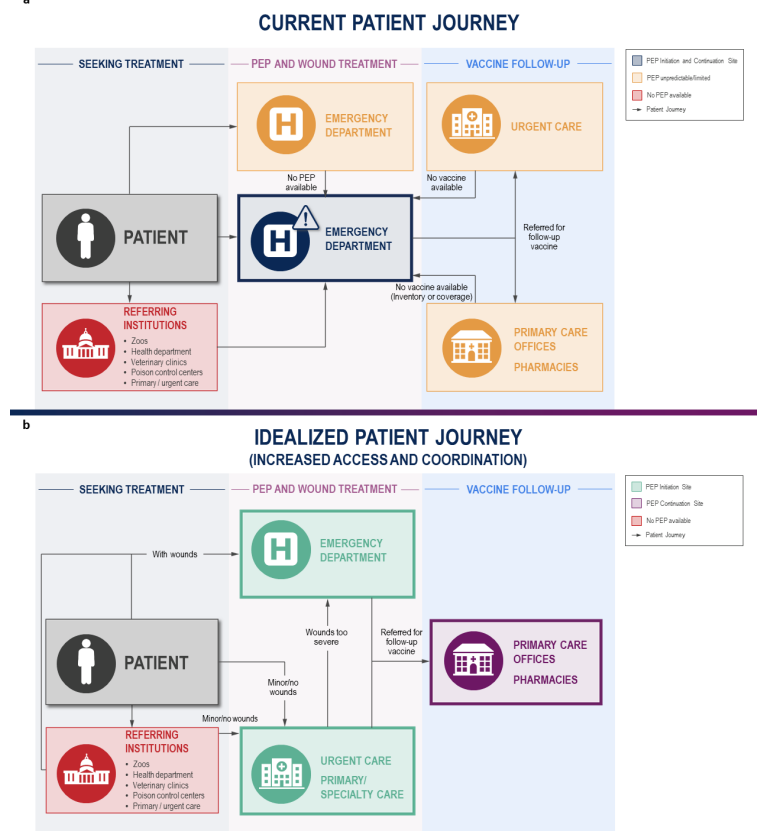 a
CURRENT PATIENT JOURNEY
SEEKING TREATMENT
PEP AND WOUND TREATMENT
VACCINE FOLLOW-UP
PEP Initiation and Continuation Site
PEP unpredictable/limited
No PEP available
Patient Journey
EMERGENCY
DEPARTMENT
H
URGENT CARE
No PEP
available
No vaccine
available
PATIENT
H
!
EMERGENCY
DEPARTMENT
Referred for
follow-up
vaccine
No vaccine available
(Inventory or coverage)
REFERRING
INSTITUTIONS
• Zoos
• Health department
• Veterinary clinics
• Poison control centers
• Primary / urgent care
PRIMARY CARE
OFFICES
PHARMACIES
b
IDEALIZED PATIENT JOURNEY
(INCREASED ACCESS AND COORDINATION)
SEEKING TREATMENT
PEP AND WOUND TREATMENT
VACCINE FOLLOW-UP
PEP Initiation Site
PEP Continuation Site
No PEP available
Patient Journey
With wounds
H
EMERGENCY
DEPARTMENT
PATIENT
Wounds too
severe
Referred for
follow-up
vaccine
PRIMARY CARE
OFFICES
PHARMACIES
Minor/no
wounds
Minor/no wounds
REFERRING
INSTITUTIONS
• Zoos
• Health department
• Veterinary clinics
• Poison control centers
• Primary / urgent care
URGENT CARE
PRIMARY/
SPECIALTY CARE